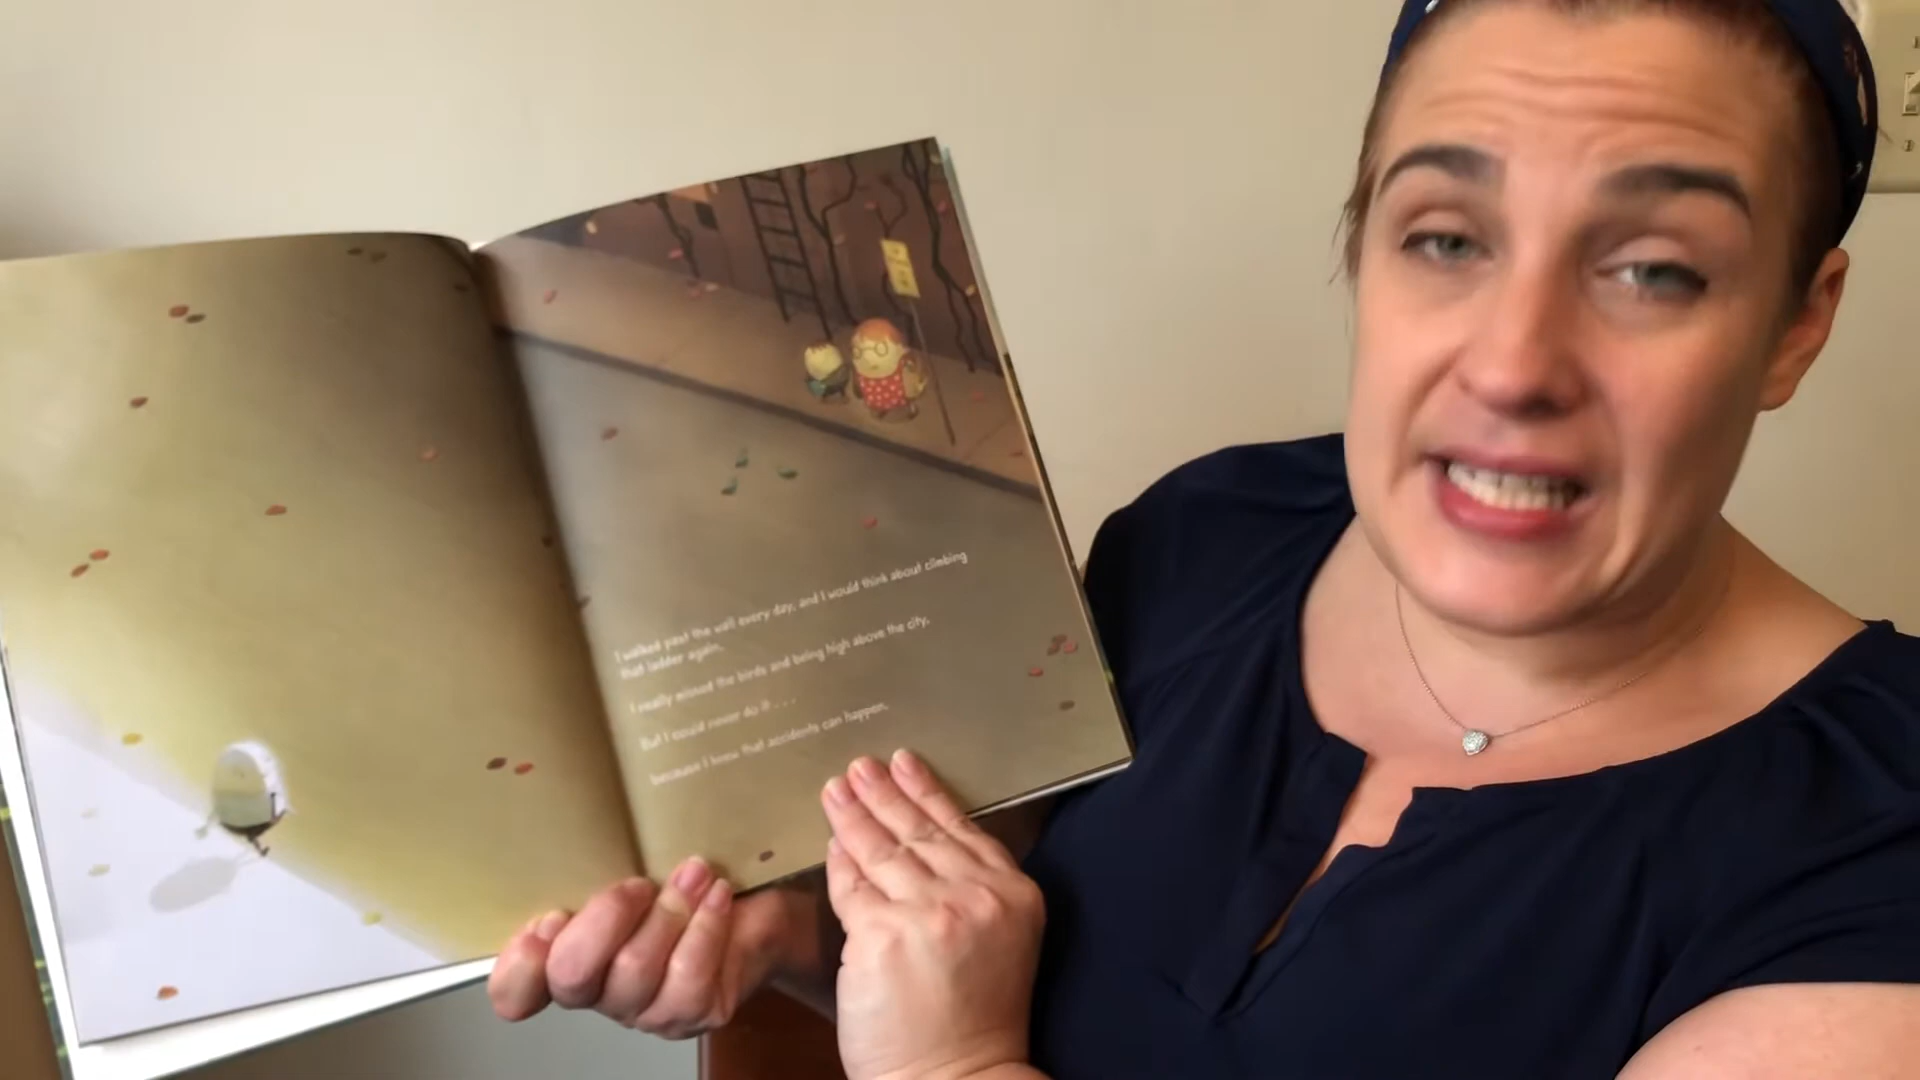 I walked past the wall every day, and I would think about climbing
that ladder again.
I really missed the birds and being high above the city.
But I could never do it . . .
because I knew that accidents can happen.